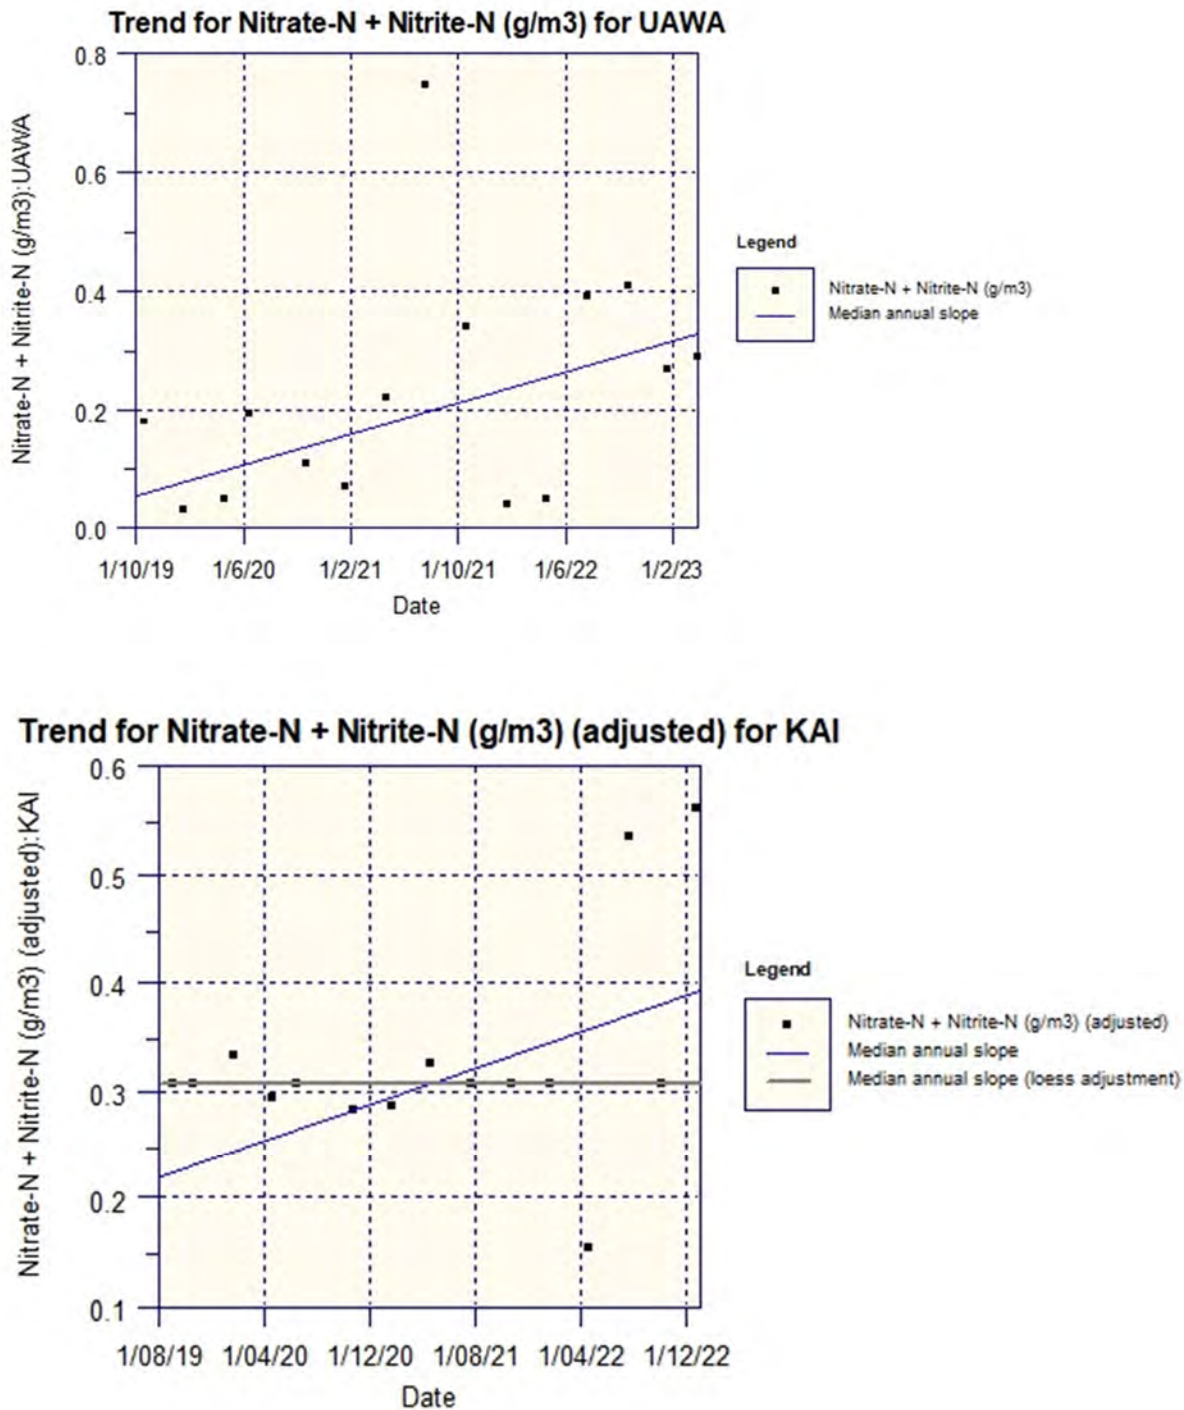 Trend for Nitrate-N + Nitrite-N (g/m3) for UAWA
Nitrate-N + Nitrite-N (g/m3):UAWA
0.8
0.6
0.4
0.2
0.0
1/10/19 1/6/20 1/2/21 1/10/21 1/6/22 1/2/23
Date
Legend
Nitrate-N + Nitrite-N (g/m3)
Median annual slope
Trend for Nitrate-N + Nitrite-N (g/m3) (adjusted) for KAI
Nitrate-N + Nitrite-N (g/m3) (adjusted):KAI
0.6
0.5
0.4
0.3
0.2
0.1
1/08/19 1/04/20 1/12/20 1/08/21 1/04/22 1/12/22
Date
Legend
Nitrate-N + Nitrite-N (g/m3) (adjusted)
Median annual slope
Median annual slope (loess adjustment)